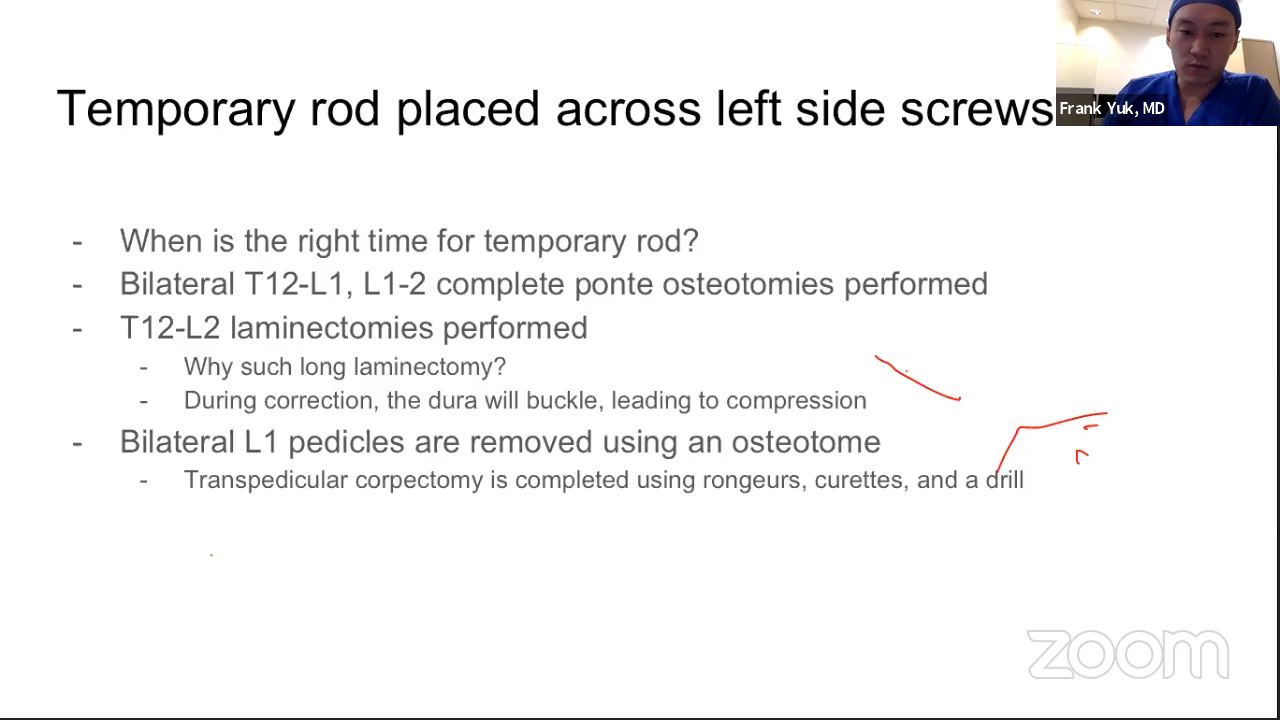 Temporary rod placed across left side screws
Frank Yuk, MD
- When is the right time for temporary rod?
- Bilateral T12-L1, L1-2 complete ponte osteotomies performed
- T12-L2 laminectomies performed
- Why such long laminectomy?
- During correction, the dura will buckle, leading to compression
- Bilateral L1 pedicles are removed using an osteotome
- Transpedicular corpectomy is completed using rongeurs, curettes, and a drill
zoom